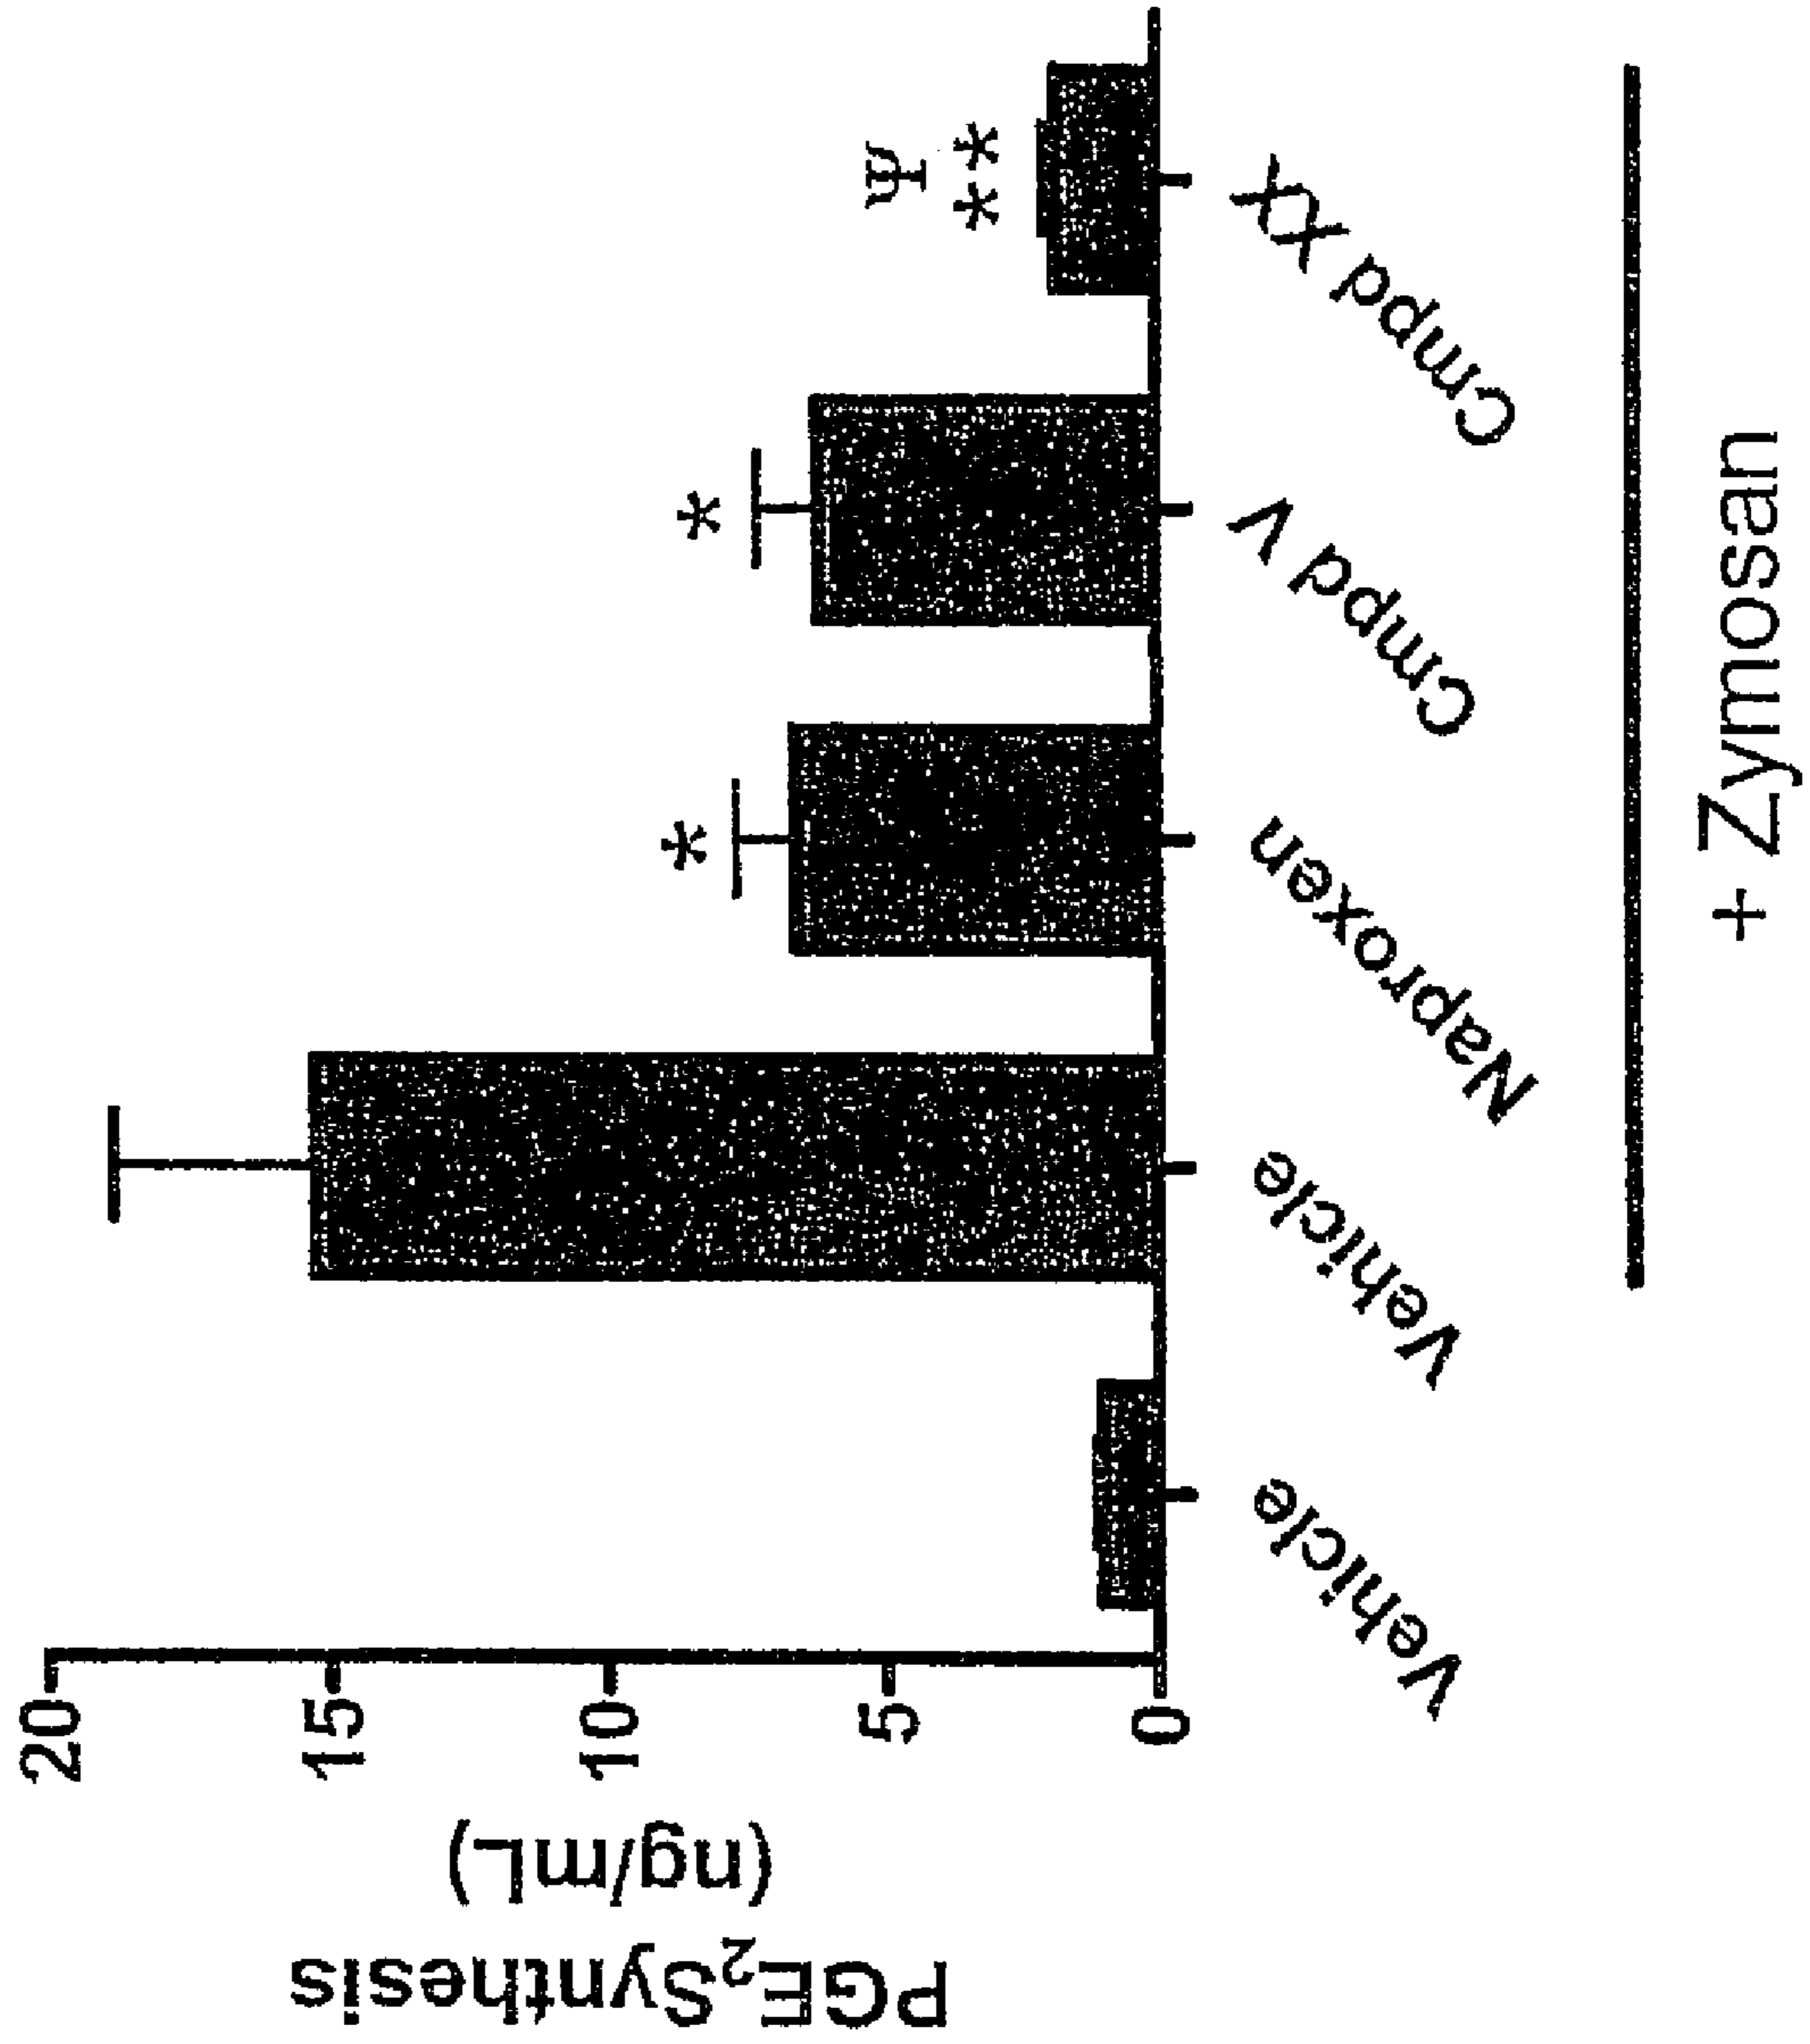 PGE₂Synthesis
(ng/mL)
20
15
10
5
0
*
*
Ψ
**
Vehicle
Vehicle
Naproxen
Cmpd V
Cmpd XX
+ Zymosan